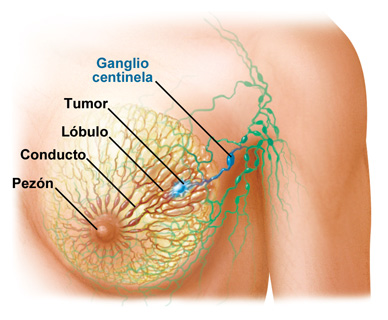 Ganglio
centinela
Tumor
Lóbulo
Conducto
Pezón